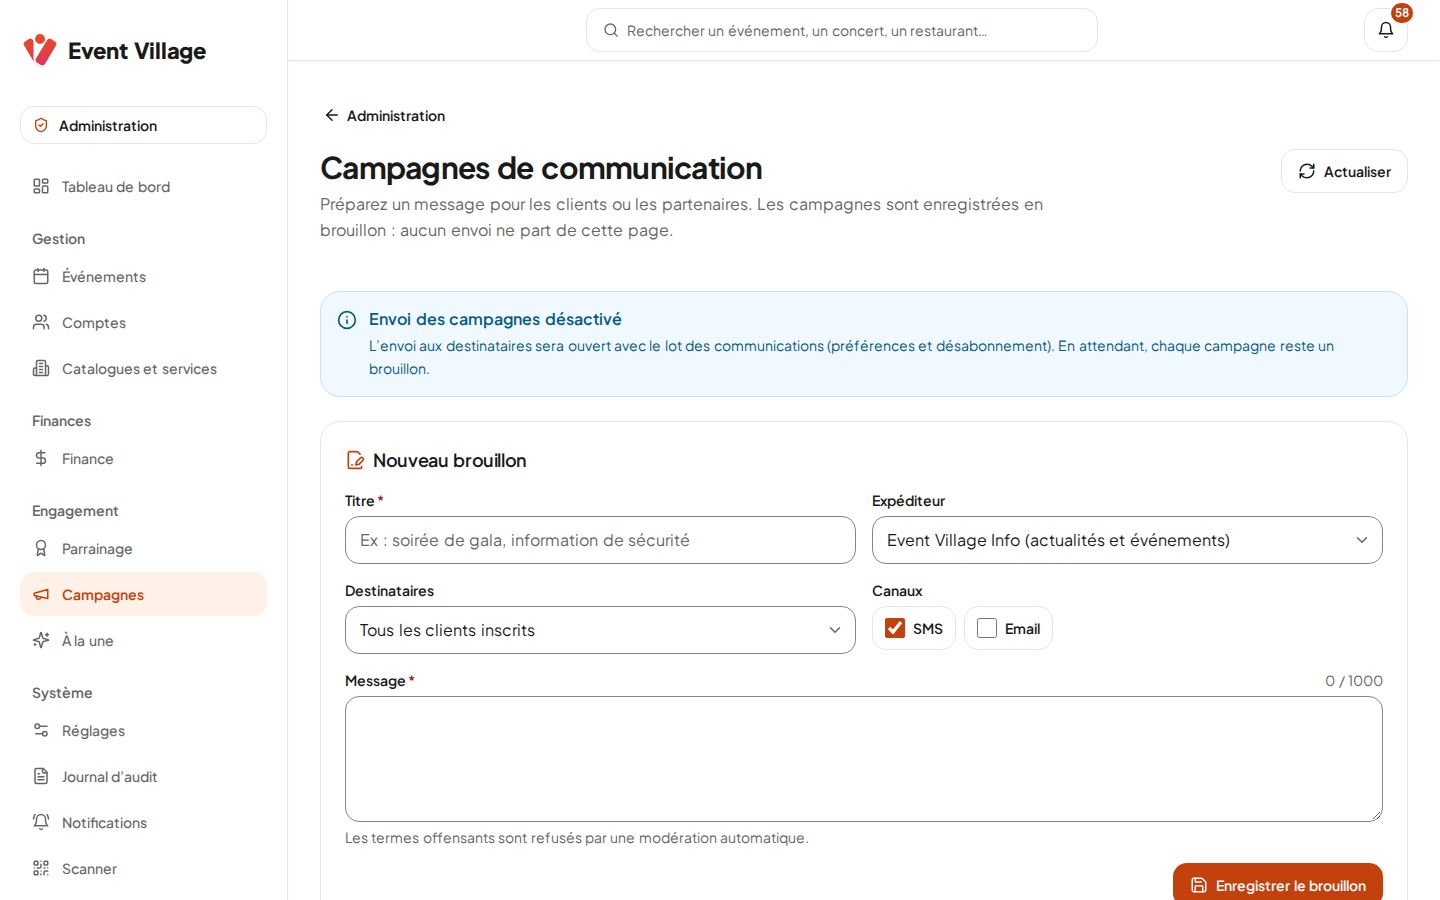 Event Village
Rechercher un événement, un concert, un restaurant...
58
Administration
Tableau de bord
Gestion
Événements
Comptes
Catalogues et services
Finances
Finance
Engagement
Parrainage
Campagnes
À la une
Système
Réglages
Journal d'audit
Notifications
Scanner
Administration
Campagnes de communication
Actualiser
Préparez un message pour les clients ou les partenaires. Les campagnes sont enregistrées en
brouillon : aucun envoi ne part de cette page.
Envoi des campagnes désactivé
L'envoi aux destinataires sera ouvert avec le lot des communications (préférences et désabonnement). En attendant, chaque campagne reste un
brouillon.
Nouveau brouillon
Titre *
Expéditeur
Ex : soirée de gala, information de sécurité
Event Village Info (actualités et événements)
Destinataires
Canaux
Tous les clients inscrits
SMS
Email
Message *
0 / 1000
Les termes offensants sont refusés par une modération automatique.
Enregistrer le brouillon